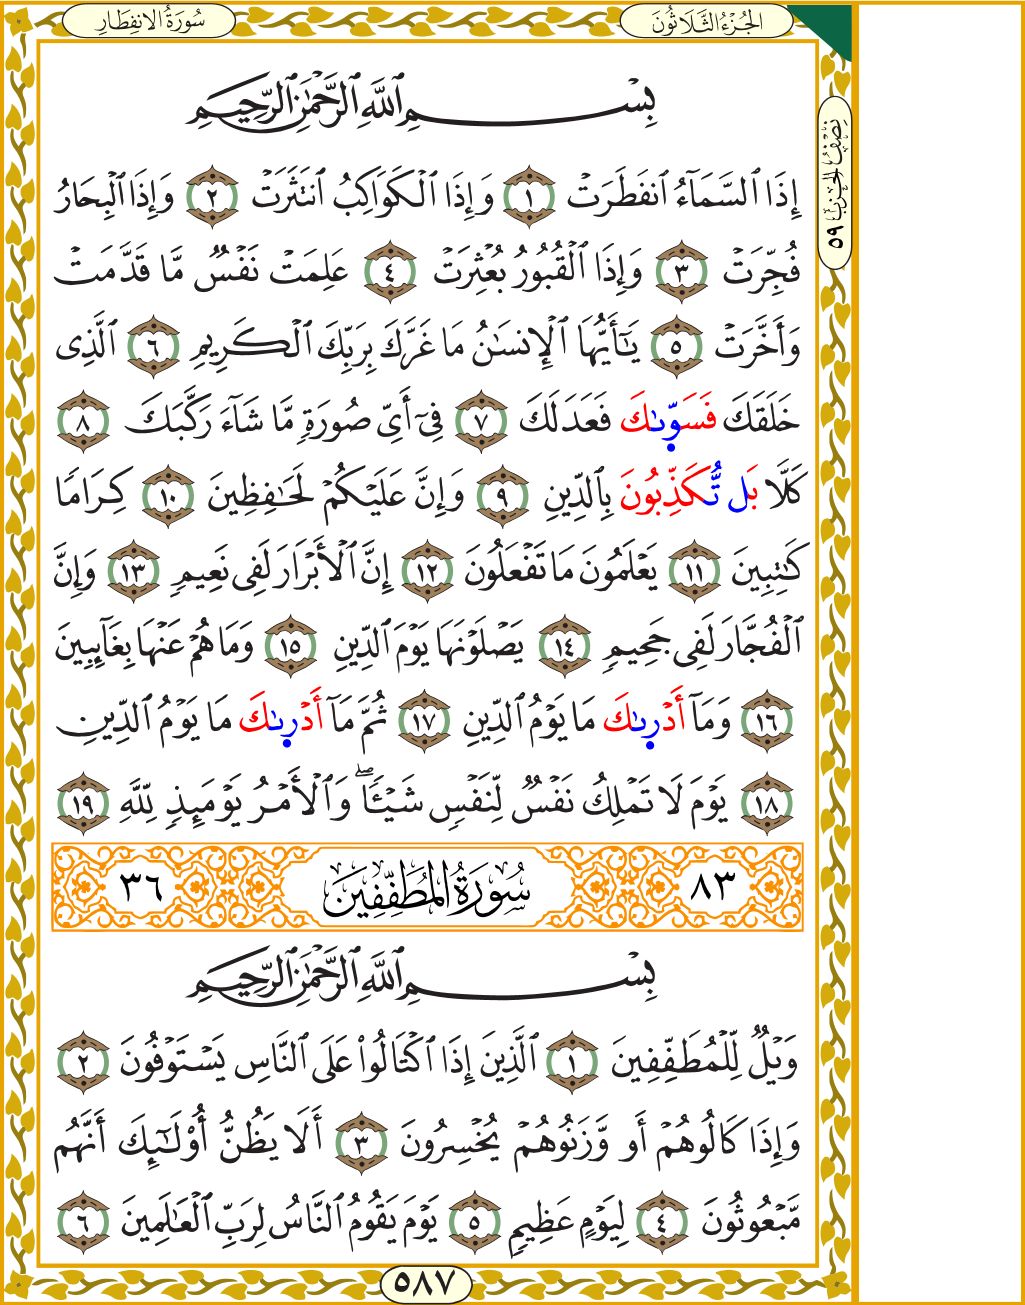 سُورَةُ الانفِطَارِ
الجُزْءُ الثَّلَاثُونَ
نِصْفُ الحِزْبِ ٥٩
بِسْمِ ٱللَّهِ ٱلرَّحْمَٰنِ ٱلرَّحِيمِ
إِذَا ٱلسَّمَآءُ ٱنفَطَرَتْ ١ وَإِذَا ٱلْكَوَاكِبُ ٱنتَثَرَتْ ٢ وَإِذَا ٱلْبِحَارُ
فُجِّرَتْ ٣ وَإِذَا ٱلْقُبُورُ بُعْثِرَتْ ٤ عَلِمَتْ نَفْسٌ مَّا قَدَّمَتْ
وَأَخَّرَتْ ٥ يَٰٓأَيُّهَا ٱلْإِنسَٰنُ مَا غَرَّكَ بِرَبِّكَ ٱلْكَرِيمِ ٦ ٱلَّذِى
خَلَقَكَ فَسَوّ۪ىٰكَ فَعَدَلَكَ ٧ فِىٓ أَىِّ صُورَةٍ مَّا شَآءَ رَكَّبَكَ ٨
كَلَّا بَل تُّكَذِّبُونَ بِٱلدِّينِ ٩ وَإِنَّ عَلَيْكُمْ لَحَٰفِظِينَ ١٠ كِرَامًا
كَٰتِبِينَ ١١ يَعْلَمُونَ مَا تَفْعَلُونَ ١٢ إِنَّ ٱلْأَبْرَارَ لَفِى نَعِيمٍ ١٣ وَإِنَّ
ٱلْفُجَّارَ لَفِى جَحِيمٍ ١٤ يَصْلَوْنَهَا يَوْمَ ٱلدِّينِ ١٥ وَمَا هُمْ عَنْهَا بِغَآئِبِينَ
١٦ وَمَآ أَدْر۪ىٰكَ مَا يَوْمُ ٱلدِّينِ ١٧ ثُمَّ مَآ أَدْر۪ىٰكَ مَا يَوْمُ ٱلدِّينِ
١٨ يَوْمَ لَا تَمْلِكُ نَفْسٌ لِّنَفْسٍ شَيْـًٔا ۖ وَٱلْأَمْرُ يَوْمَئِذٍ لِّلَّهِ ١٩
٨٣ سُورَةُ المُطَفِّفِينَ ٣٦
بِسْمِ ٱللَّهِ ٱلرَّحْمَٰنِ ٱلرَّحِيمِ
وَيْلٌ لِّلْمُطَفِّفِينَ ١ ٱلَّذِينَ إِذَا ٱكْتَالُوا۟ عَلَى ٱلنَّاسِ يَسْتَوْفُونَ ٢
وَإِذَا كَالُوهُمْ أَو وَّزَنُوهُمْ يُخْسِرُونَ ٣ أَلَا يَظُنُّ أُو۟لَٰٓئِكَ أَنَّهُم
مَّبْعُوثُونَ ٤ لِيَوْمٍ عَظِيمٍ ٥ يَوْمَ يَقُومُ ٱلنَّاسُ لِرَبِّ ٱلْعَٰلَمِينَ ٦
٥٨٧